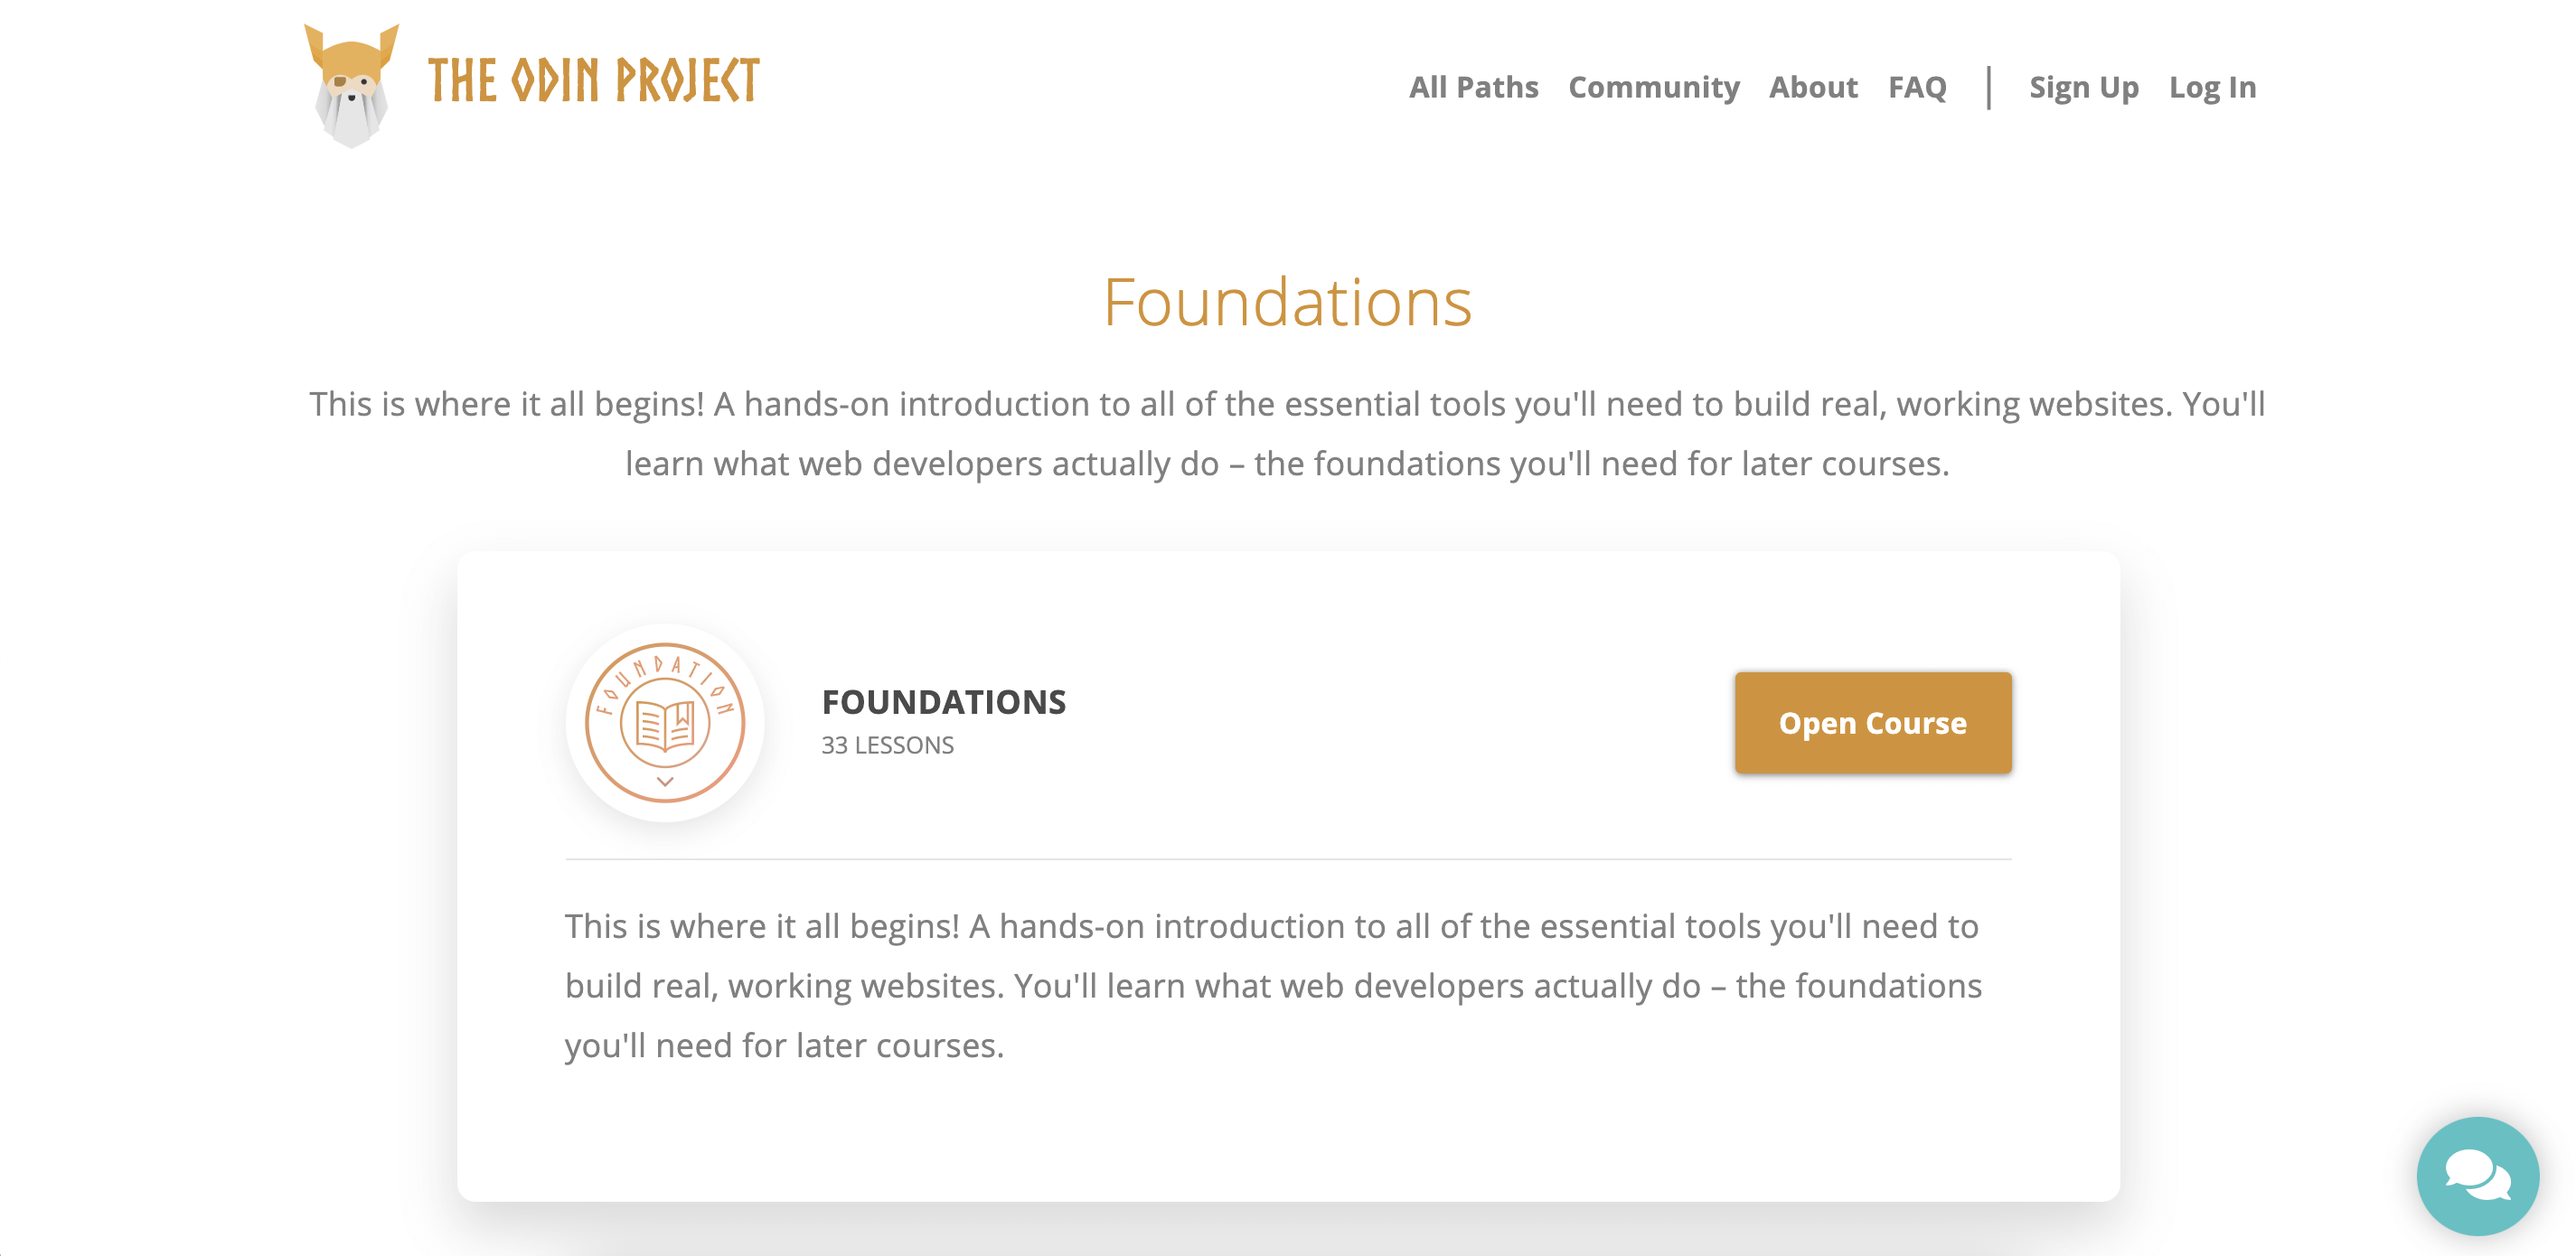 THE ODIN PROJECT
All Paths Community About FAQ | Sign Up Log In
Foundations
This is where it all begins! A hands-on introduction to all of the essential tools you'll need to build real, working websites. You'll
learn what web developers actually do – the foundations you'll need for later courses.
FOUNDATION
FOUNDATIONS
33 LESSONS
Open Course
This is where it all begins! A hands-on introduction to all of the essential tools you'll need to
build real, working websites. You'll learn what web developers actually do – the foundations
you'll need for later courses.